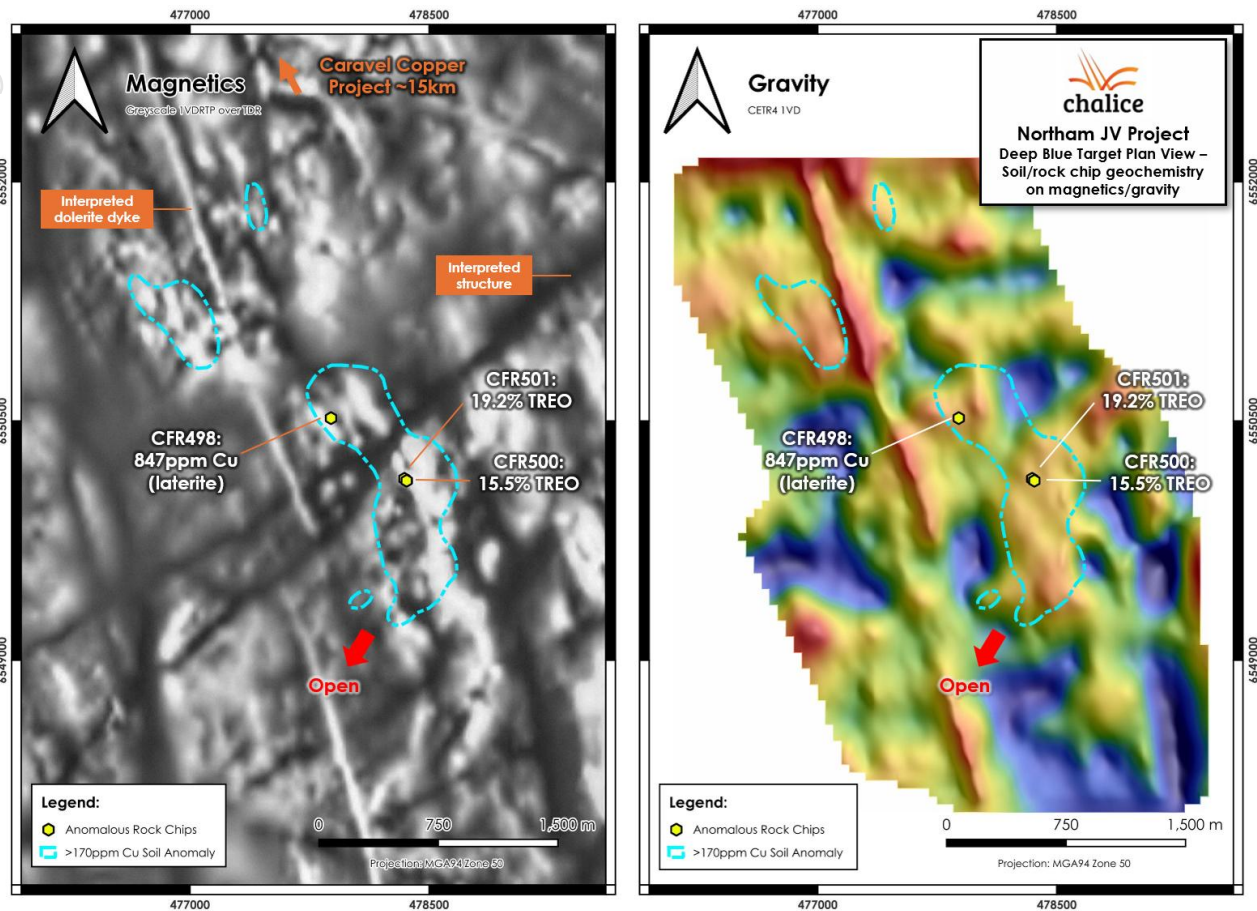 477000
478500
Magnetics
Greyscale 1VDRTP over TDR
Caravel Copper
Project ~15km
Interpreted
dolerite dyke
Interpreted
structure
CFR501:
19.2% TREO
CFR498:
847ppm Cu
(laterite)
CFR500:
15.5% TREO
Open
Legend:
Anomalous Rock Chips
>170ppm Cu Soil Anomaly
0 750 1,500 m
Projection: MGA94 Zone 50
477000
478500
6552000
6550500
6549000
477000
478500
Gravity
CETR4 1VD
chalice
Northam JV Project
Deep Blue Target Plan View –
Soil/rock chip geochemistry
on magnetics/gravity
CFR501:
19.2% TREO
CFR498:
847ppm Cu
(laterite)
CFR500:
15.5% TREO
Open
Legend:
Anomalous Rock Chips
>170ppm Cu Soil Anomaly
0 750 1,500 m
Projection: MGA94 Zone 50
477000
478500
6552000
6550500
6549000